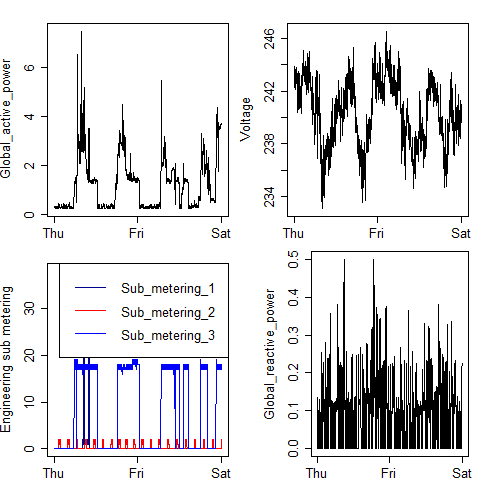 Global_active_power
0 2 4 6
Thu Fri Sat
Voltage
234 238 242 246
Thu Fri Sat
Engineering sub metering
0 10 20 30
Sub_metering_1
Sub_metering_2
Sub_metering_3
Thu Fri Sat
Global_reactive_power
0.0 0.1 0.2 0.3 0.4 0.5
Thu Fri Sat